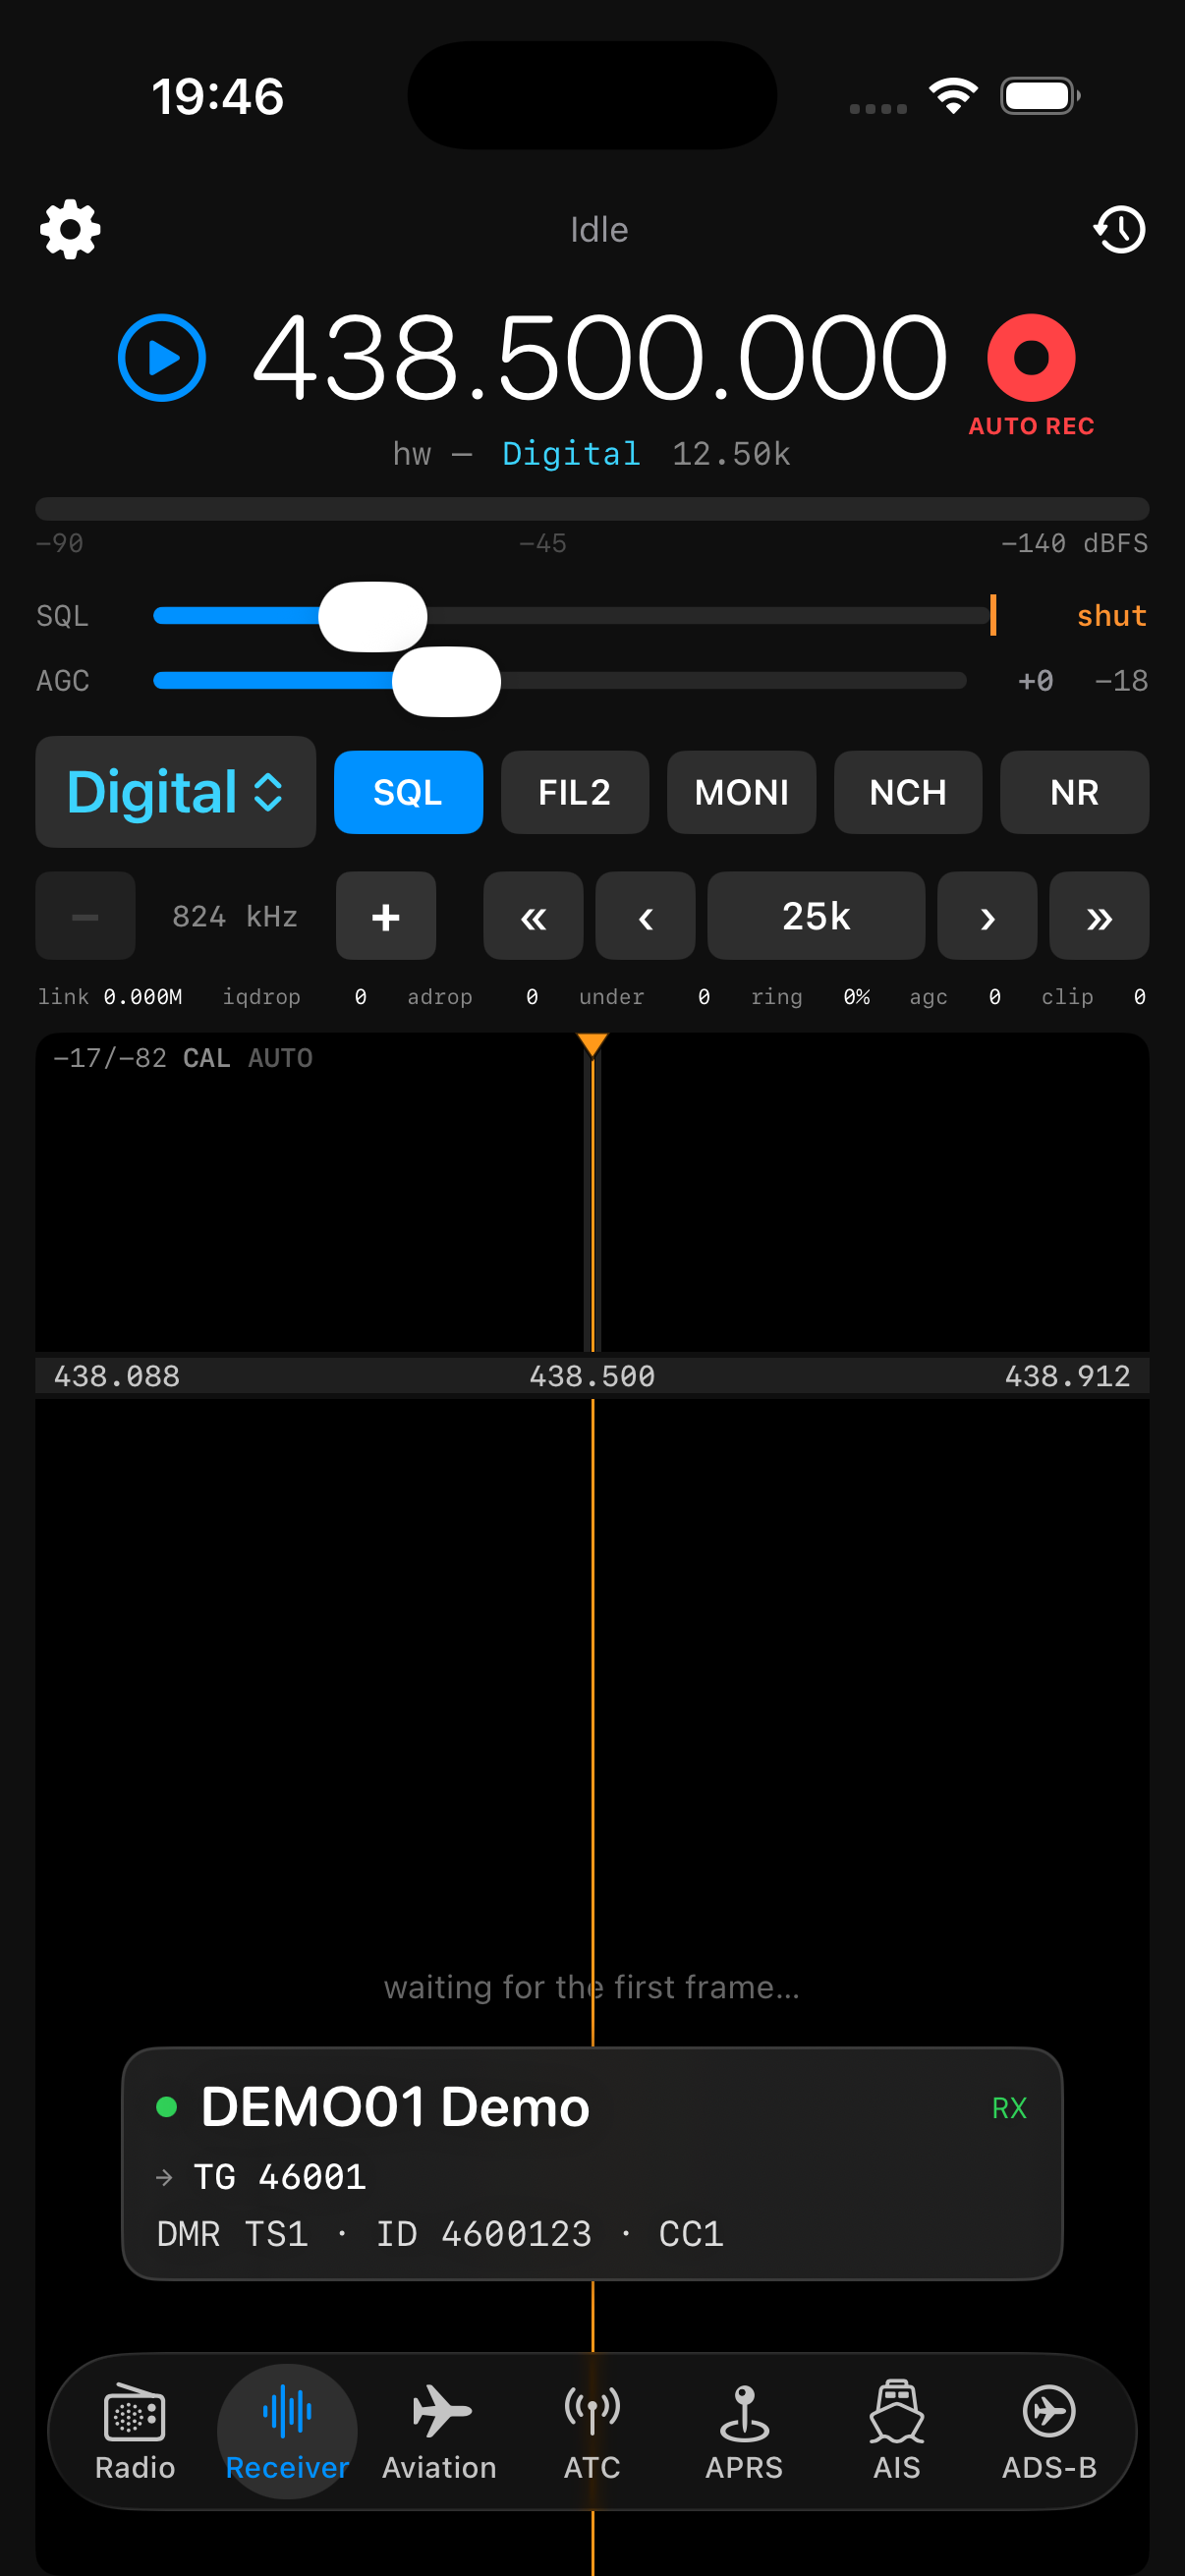 19:46
Idle
438.500.000
AUTO REC
hw — Digital 12.50k
−90 −45 −140 dBFS
SQL shut
AGC +0 −18
Digital SQL FIL2 MONI NCH NR
− 824 kHz + « ‹ 25k › »
link 0.000M iqdrop 0 adrop 0 under 0 ring 0% agc 0 clip 0
−17/−82 CAL AUTO
438.088 438.500 438.912
waiting for the first frame…
DEMO01 Demo RX
→ TG 46001
DMR TS1 · ID 4600123 · CC1
Radio Receiver Aviation ATC APRS AIS ADS-B